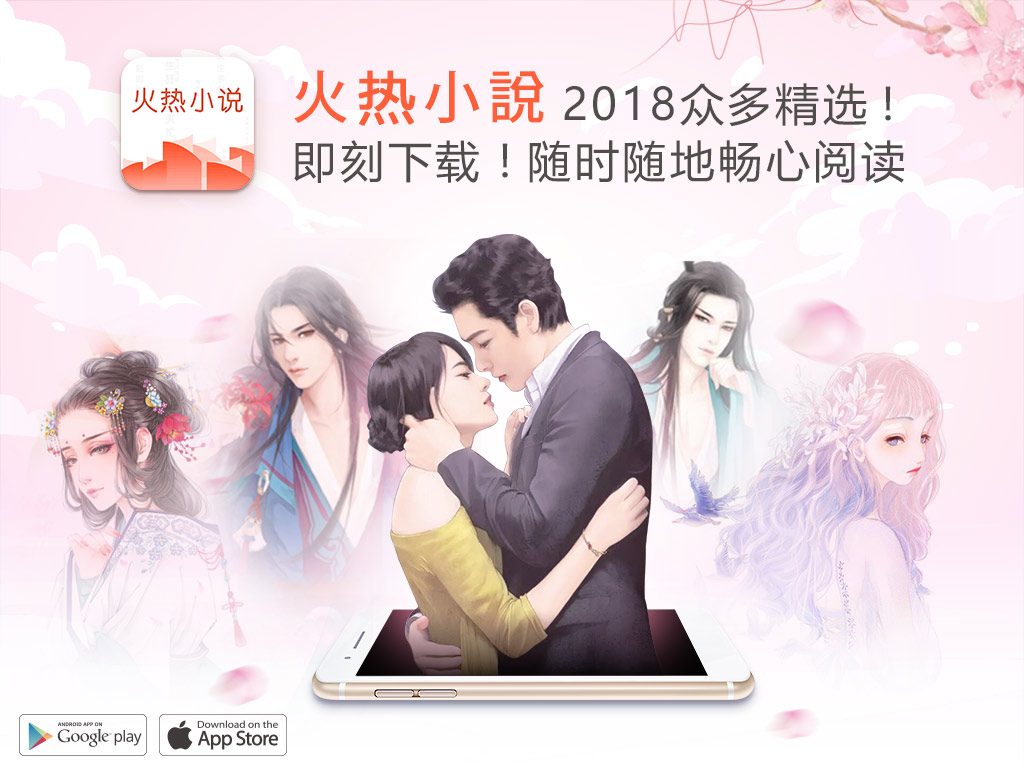 火热小说
火热小說 2018众多精选！
即刻下载！随时随地畅心阅读
ANDROID APP ON
Google play
Download on the
App Store